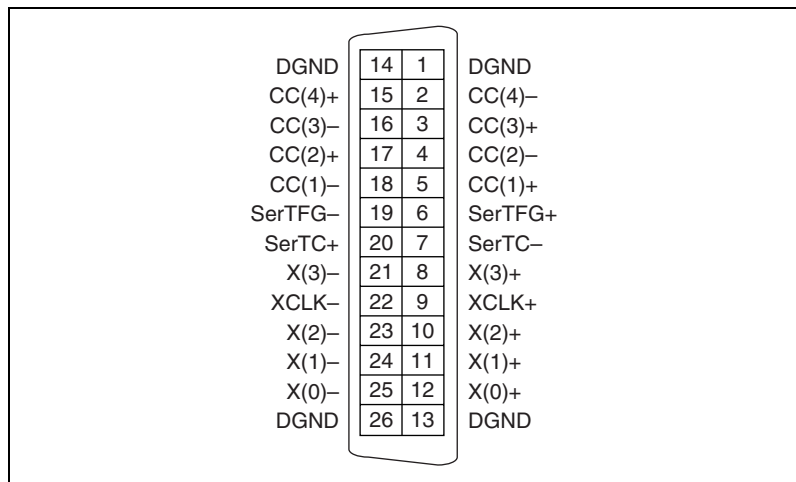 DGND 14 1 DGND
CC(4)+ 15 2 CC(4)–
CC(3)– 16 3 CC(3)+
CC(2)+ 17 4 CC(2)–
CC(1)– 18 5 CC(1)+
SerTFG– 19 6 SerTFG+
SerTC+ 20 7 SerTC–
X(3)– 21 8 X(3)+
XCLK– 22 9 XCLK+
X(2)– 23 10 X(2)+
X(1)– 24 11 X(1)+
X(0)– 25 12 X(0)+
DGND 26 13 DGND